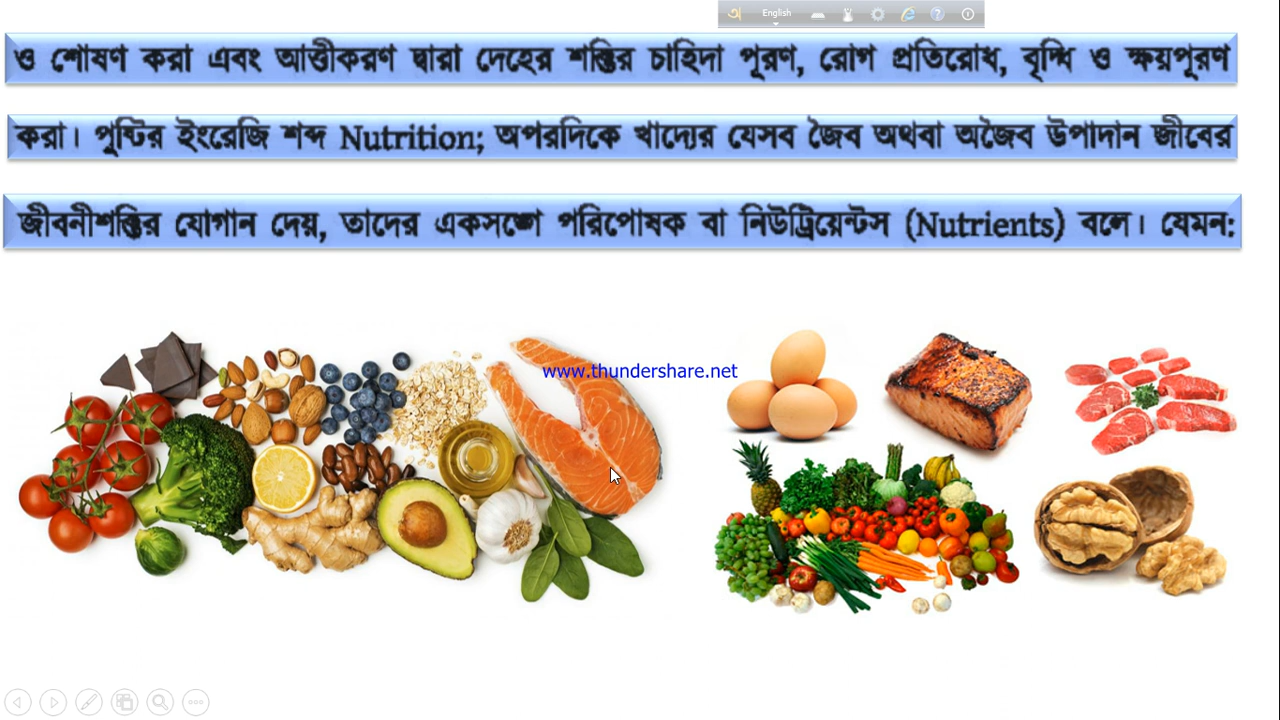 English
ও শোষণ করা এবং আত্তীকরণ দ্বারা দেহের শক্তির চাহিদা পূরণ, রোগ প্রতিরোধ, বৃদ্ধি ও ক্ষয়পূরণ
করা। পুষ্টির ইংরেজি শব্দ Nutrition; অপরদিকে খাদ্যের যেসব জৈব অথবা অজৈব উপাদান জীবের
জীবনীশক্তির যোগান দেয়, তাদের একসঙ্গে পরিপোষক বা নিউট্রিয়েন্টস (Nutrients) বলে। যেমন:
www.thundershare.net